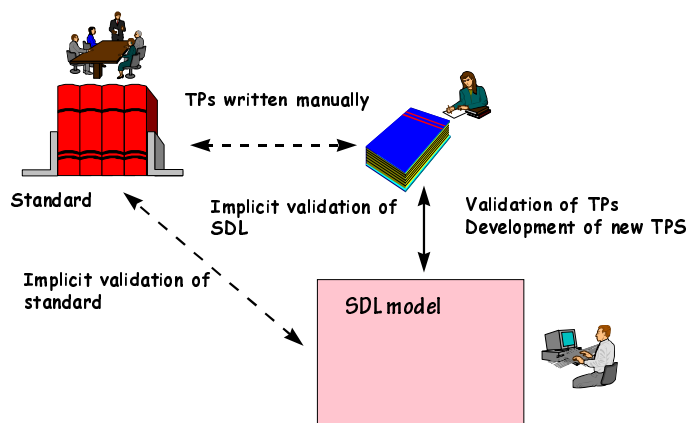 TPs written manually
Standard
Implicit validation of
SDL
Validation of TPs
Development of new TPS
Implicit validation of
standard
SDL model